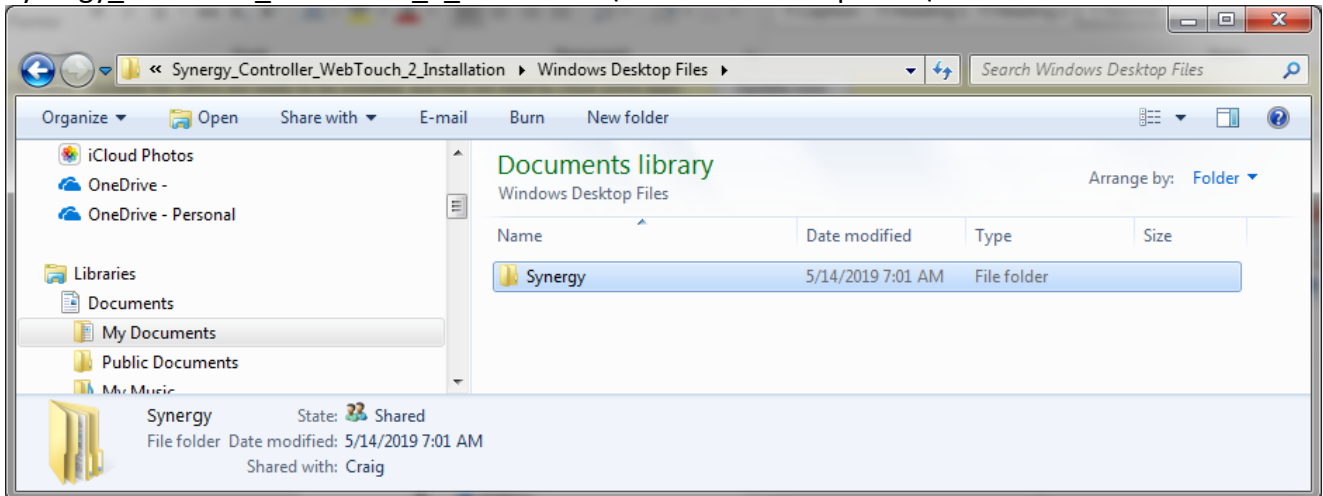 « Synergy_Controller_WebTouch_2_Installation ▸ Windows Desktop Files ▸
Search Windows Desktop Files
Organize
Open
Share with
E-mail
Burn
New folder
iCloud Photos
OneDrive -
OneDrive - Personal
Libraries
Documents
My Documents
Public Documents
My Music
Documents library
Windows Desktop Files
Arrange by: Folder
Name
Date modified
Type
Size
Synergy
5/14/2019 7:01 AM
File folder
Synergy
State: Shared
File folder
Date modified: 5/14/2019 7:01 AM
Shared with: Craig